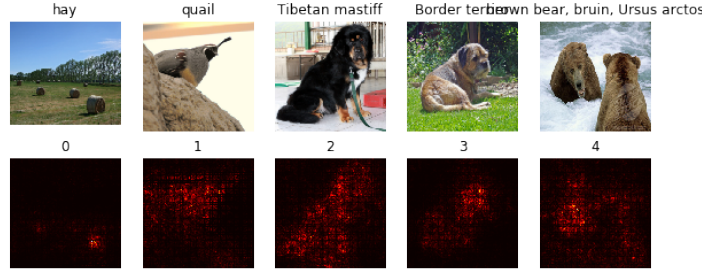 hay
quail
Tibetan mastiff
Border terrier
brown bear, bruin, Ursus arctos
0
1
2
3
4